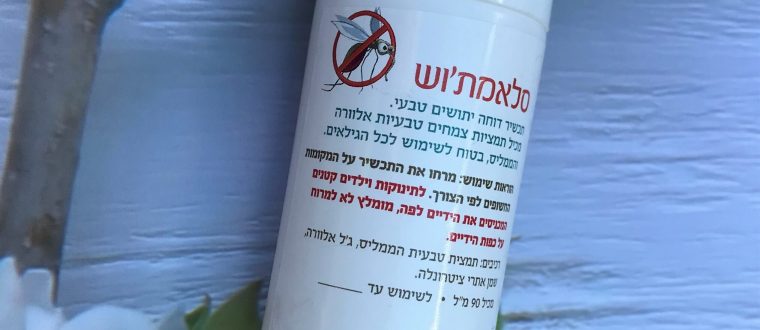 סלאמת'וש
תכשיר דוחה יתושים טבעי.
מכיל תמציות צמחים טבעיות אלוורה
והממליס, בטוח לשימוש לכל הגילאים.
הוראות שימוש: מרחו את התכשיר על המקומות
החשופים לפי הצורך. לתינוקות וילדים קטנים
המכניסים את הידיים לפה, מומלץ לא למרוח
על כפות הידיים.
רכיבים: תמצית טבעית הממליס, ג'ל אלוורה,
שמן אתרי ציטרונלה.
מכיל 90 מ"ל • לשימוש עד ______